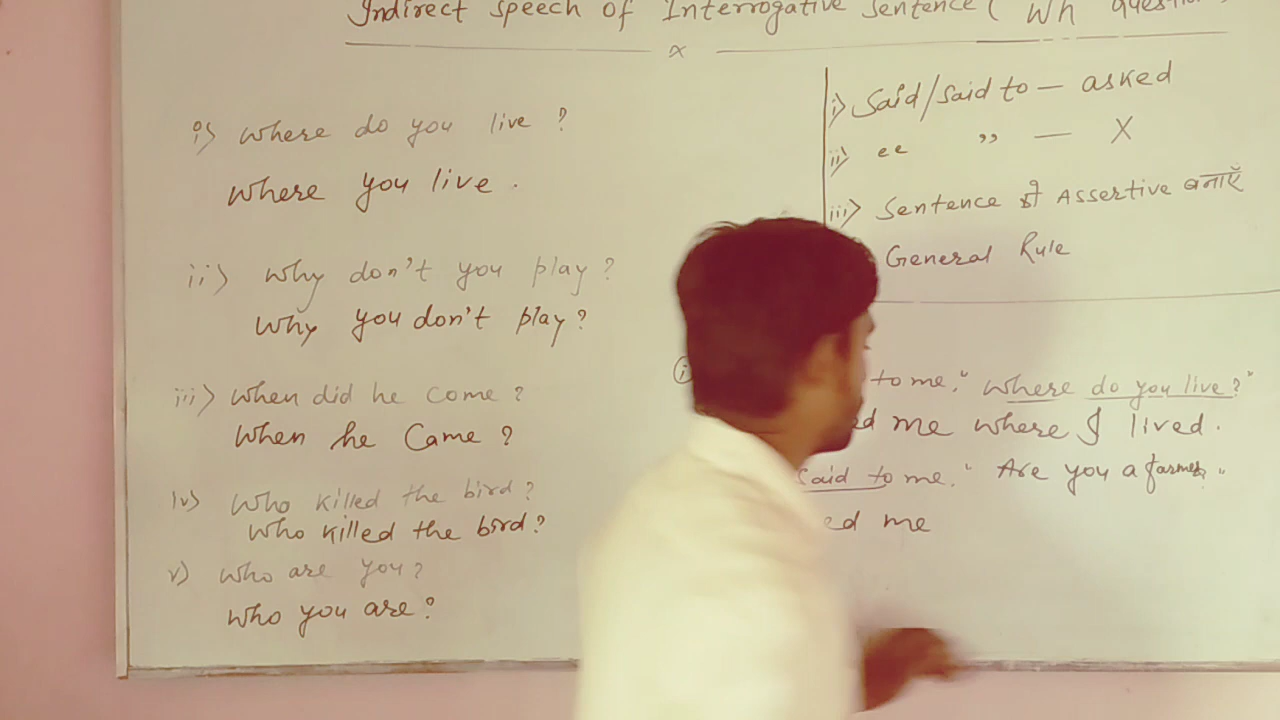 Indirect speech of Interrogative Sentence ( Wh Question
x
i) Where do you live ?
Where you live .
ii) Why don't you play ?
Why you don't play ?
iii) When did he come ?
When he Came ?
iv) Who killed the bird ?
Who killed the bird ?
v) Who are you ?
Who you are ?
i) Said/said to — asked
ii) ,, — X
iii) Sentence को Assertive बनाएँ
General Rule
(i) to me, " Where do you live ?"
me where I lived .
said to me, " Are you a farmer "
me